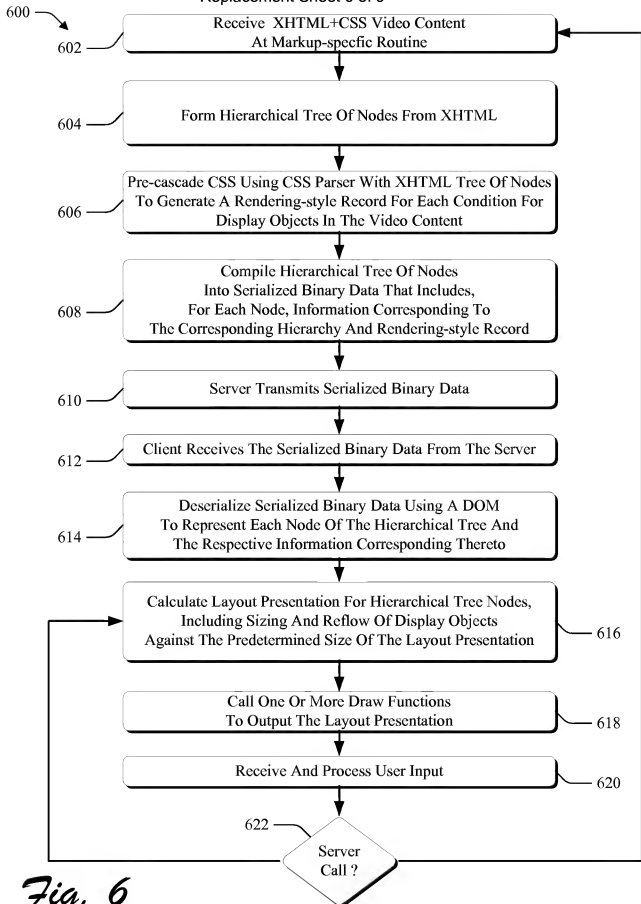 600
Receive XHTML+CSS Video Content
At Markup-specfic Routine
602
Form Hierarchical Tree Of Nodes From XHTML
604
Pre-cascade CSS Using CSS Parser With XHTML Tree Of Nodes
To Generate A Rendering-style Record For Each Condition For
Display Objects In The Video Content
606
Compile Hierarchical Tree Of Nodes
Into Serialized Binary Data That Includes,
For Each Node, Information Corresponding To
The Corresponding Hierarchy And Rendering-style Record
608
Server Transmits Serialized Binary Data
610
Client Receives The Serialized Binary Data From The Server
612
Deserialize Serialized Binary Data Using A DOM
To Represent Each Node Of The Hierarchical Tree And
The Respective Information Corresponding Thereto
614
Calculate Layout Presentation For Hierarchical Tree Nodes,
Including Sizing And Reflow Of Display Objects
Against The Predetermined Size Of The Layout Presentation
616
Call One Or More Draw Functions
To Output The Layout Presentation
618
Receive And Process User Input
620
622
Server
Call ?
Fig. 6